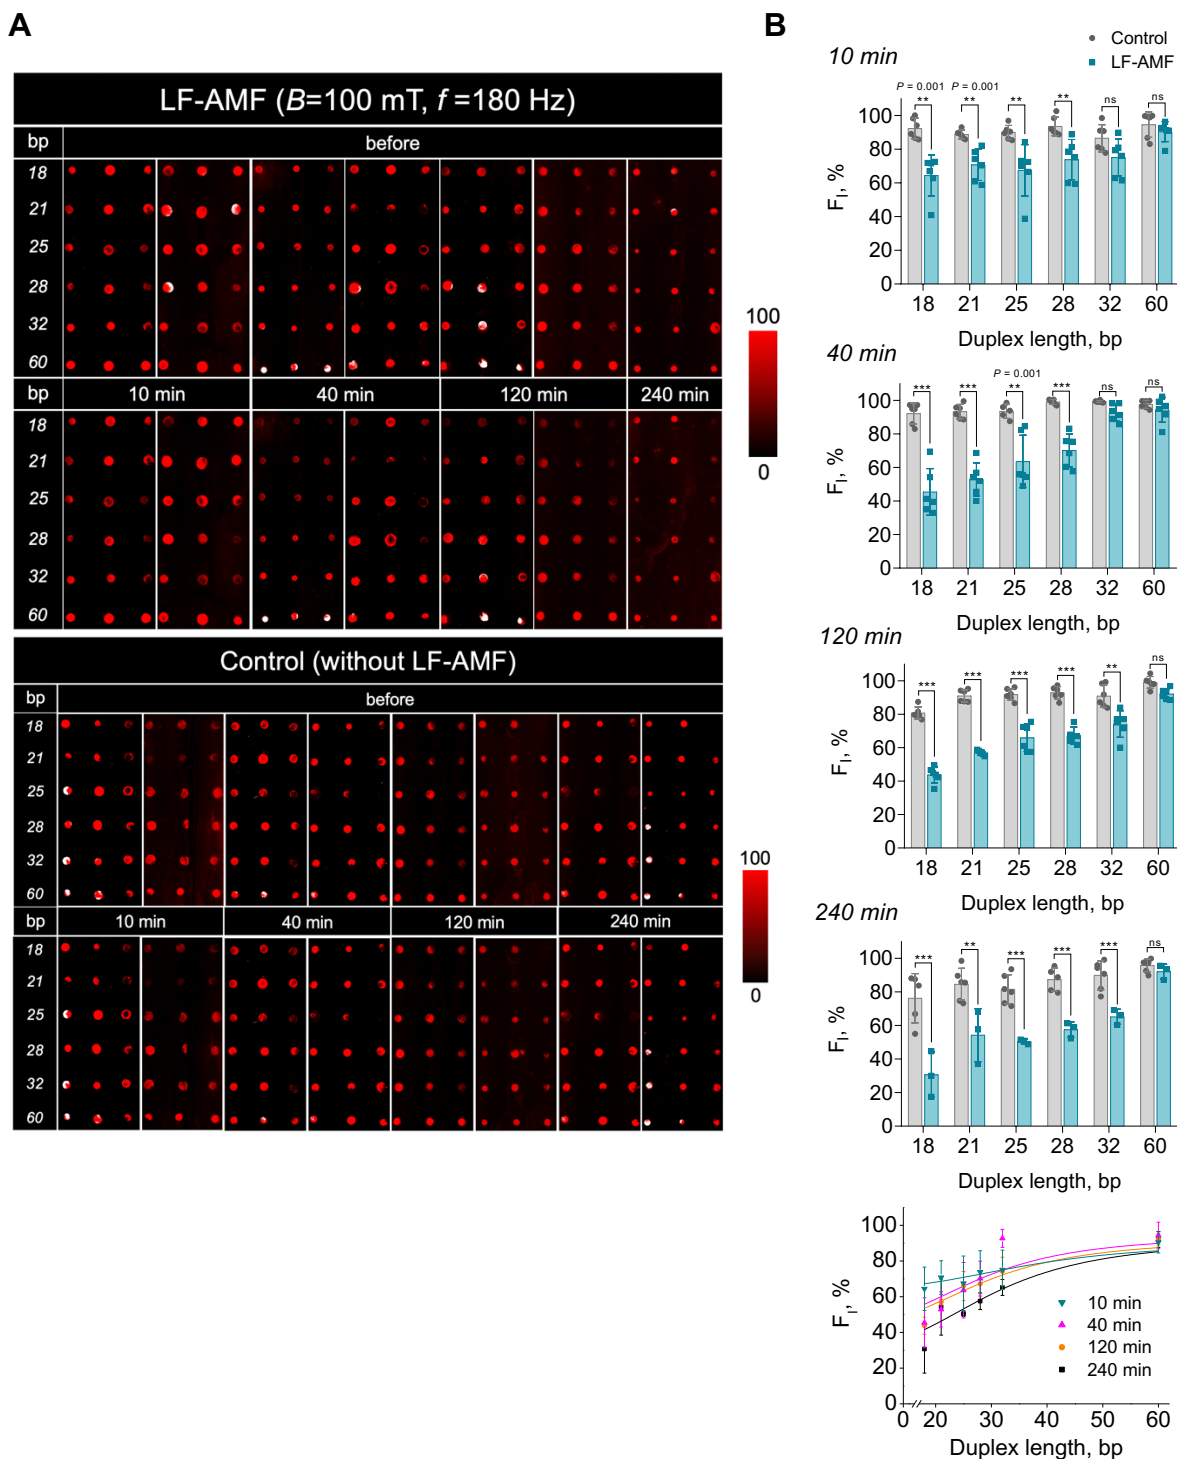 A
LF-AMF (B=100 mT, f =180 Hz)
bp before
18
21
25
28
32
60
bp 10 min 40 min 120 min 240 min
18
21
25
28
32
60
100
0
Control (without LF-AMF)
bp before
18
21
25
28
32
60
bp 10 min 40 min 120 min 240 min
18
21
25
28
32
60
100
0
B
Control
LF-AMF
10 min
P = 0.001 P = 0.001
** ** ** ** ns ns
100
80
60
40
20
0
FI, %
18 21 25 28 32 60
Duplex length, bp
40 min
P = 0.001
*** *** ** *** ns ns
100
80
60
40
20
0
FI, %
18 21 25 28 32 60
Duplex length, bp
120 min
*** *** *** *** ** ns
100
80
60
40
20
0
FI, %
18 21 25 28 32 60
Duplex length, bp
240 min
*** ** *** *** *** ns
100
80
60
40
20
0
FI, %
18 21 25 28 32 60
Duplex length, bp
100
80
60
40
20
0
FI, %
10 min
40 min
120 min
240 min
0 20 30 40 50 60
Duplex length, bp